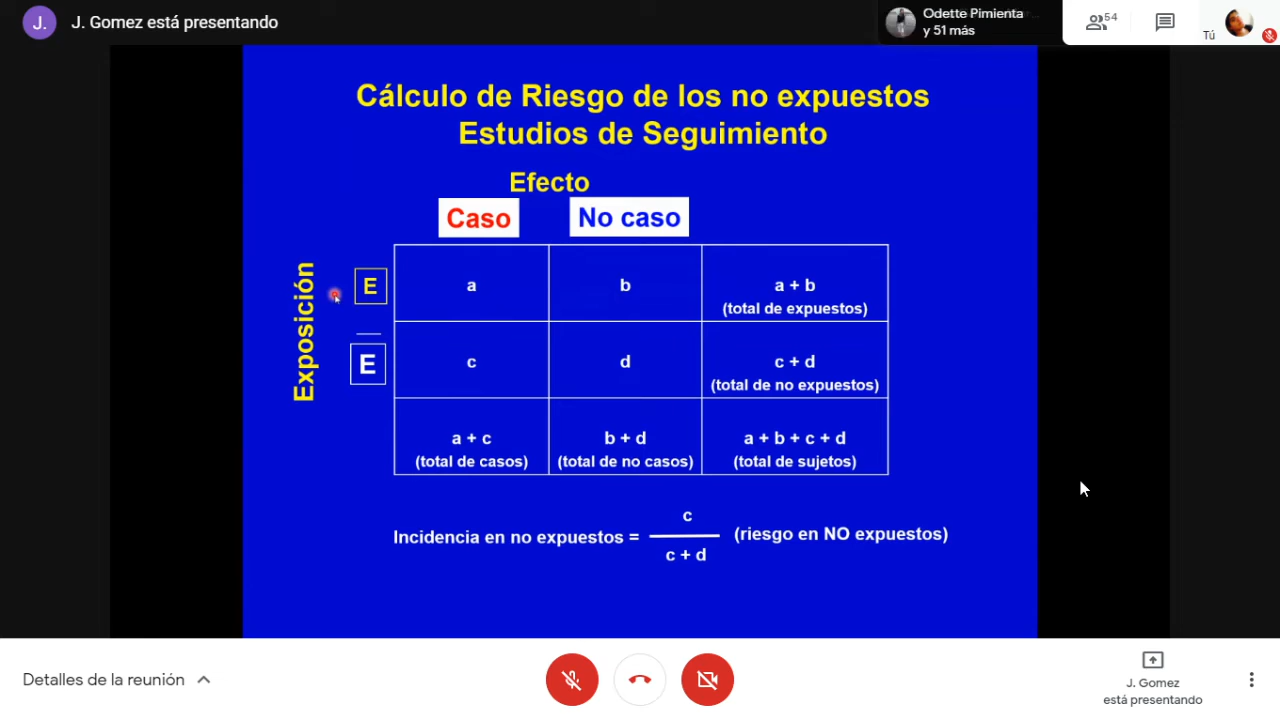 J. J. Gomez está presentando
Odette Pimienta
y 51 más
54
Tú
Cálculo de Riesgo de los no expuestos
Estudios de Seguimiento
Efecto
Caso No caso
Exposición
E a b a + b
(total de expuestos)
E c d c + d
(total de no expuestos)
a + c b + d a + b + c + d
(total de casos) (total de no casos) (total de sujetos)
c
Incidencia en no expuestos = (riesgo en NO expuestos)
c + d
Detalles de la reunión
J. Gomez
está presentando